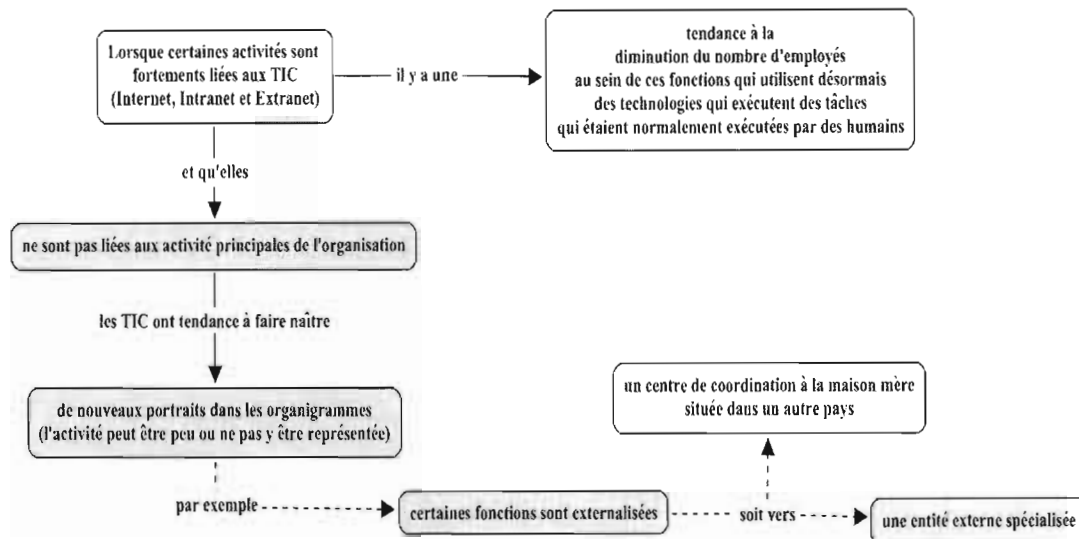 Lorsque certaines activités sont
fortements liées aux TIC
(Internet, Intranet et Extranet)
il y a une
tendance à la
diminution du nombre d'employés
au sein de ces fonctions qui utilisent désormais
des technologies qui exécutent des tâches
qui étaient normalement exécutées par des humains
et qu'elles
ne sont pas liées aux activité principales de l'organisation
les TIC ont tendance à faire naître
de nouveaux portraits dans les organigrammes
(l'activité peut être peu ou ne pas y être représentée)
un centre de coordination à la maison mère
située dans un autre pays
par exemple
certaines fonctions sont externalisées
soit vers
une entité externe spécialisée